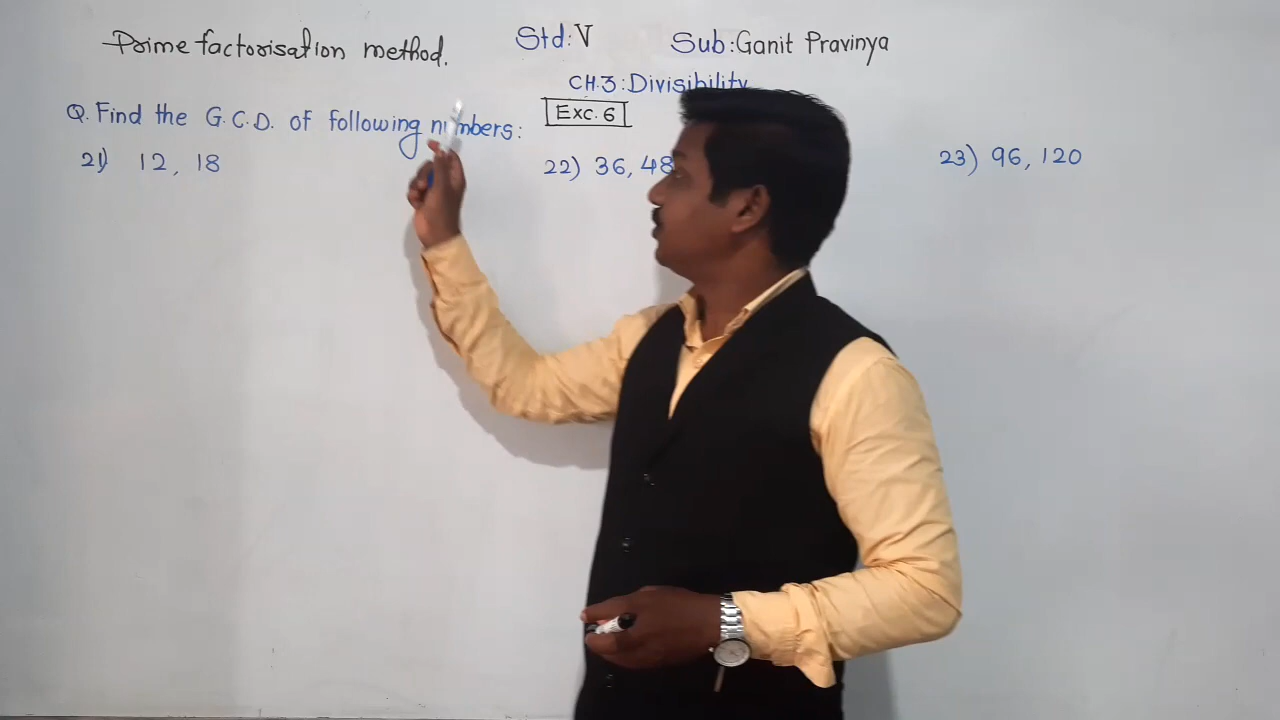 Prime factorisation method.
Std: V
Sub: Ganit Pravinya
CH.3: Divisibility
Exc. 6
Q. Find the G.C.D. of following numbers:
21) 12, 18
22) 36, 48
23) 96, 120